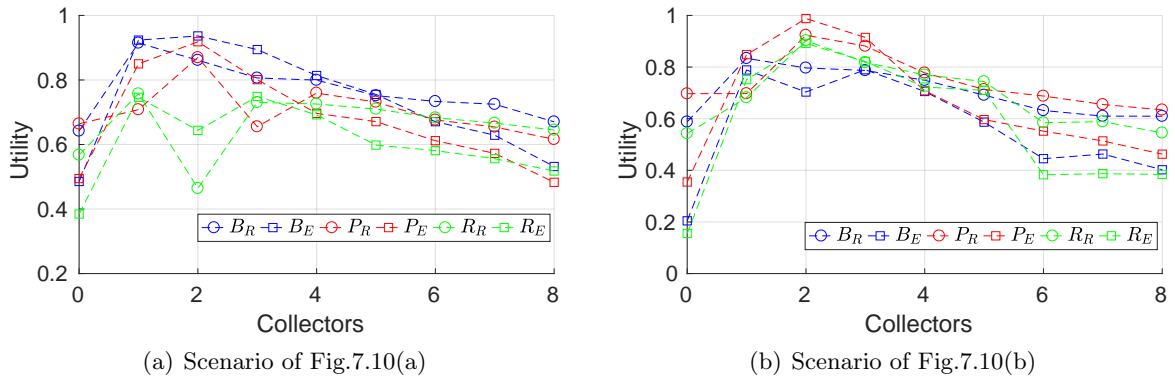 1
0.8
0.6
0.4
0.2
Utility
0 2 4 6 8
Collectors
B_R B_E P_R P_E R_R R_E
(a) Scenario of Fig.7.10(a)
1
0.8
0.6
0.4
0.2
0
Utility
0 2 4 6 8
Collectors
B_R B_E P_R P_E R_R R_E
(b) Scenario of Fig.7.10(b)